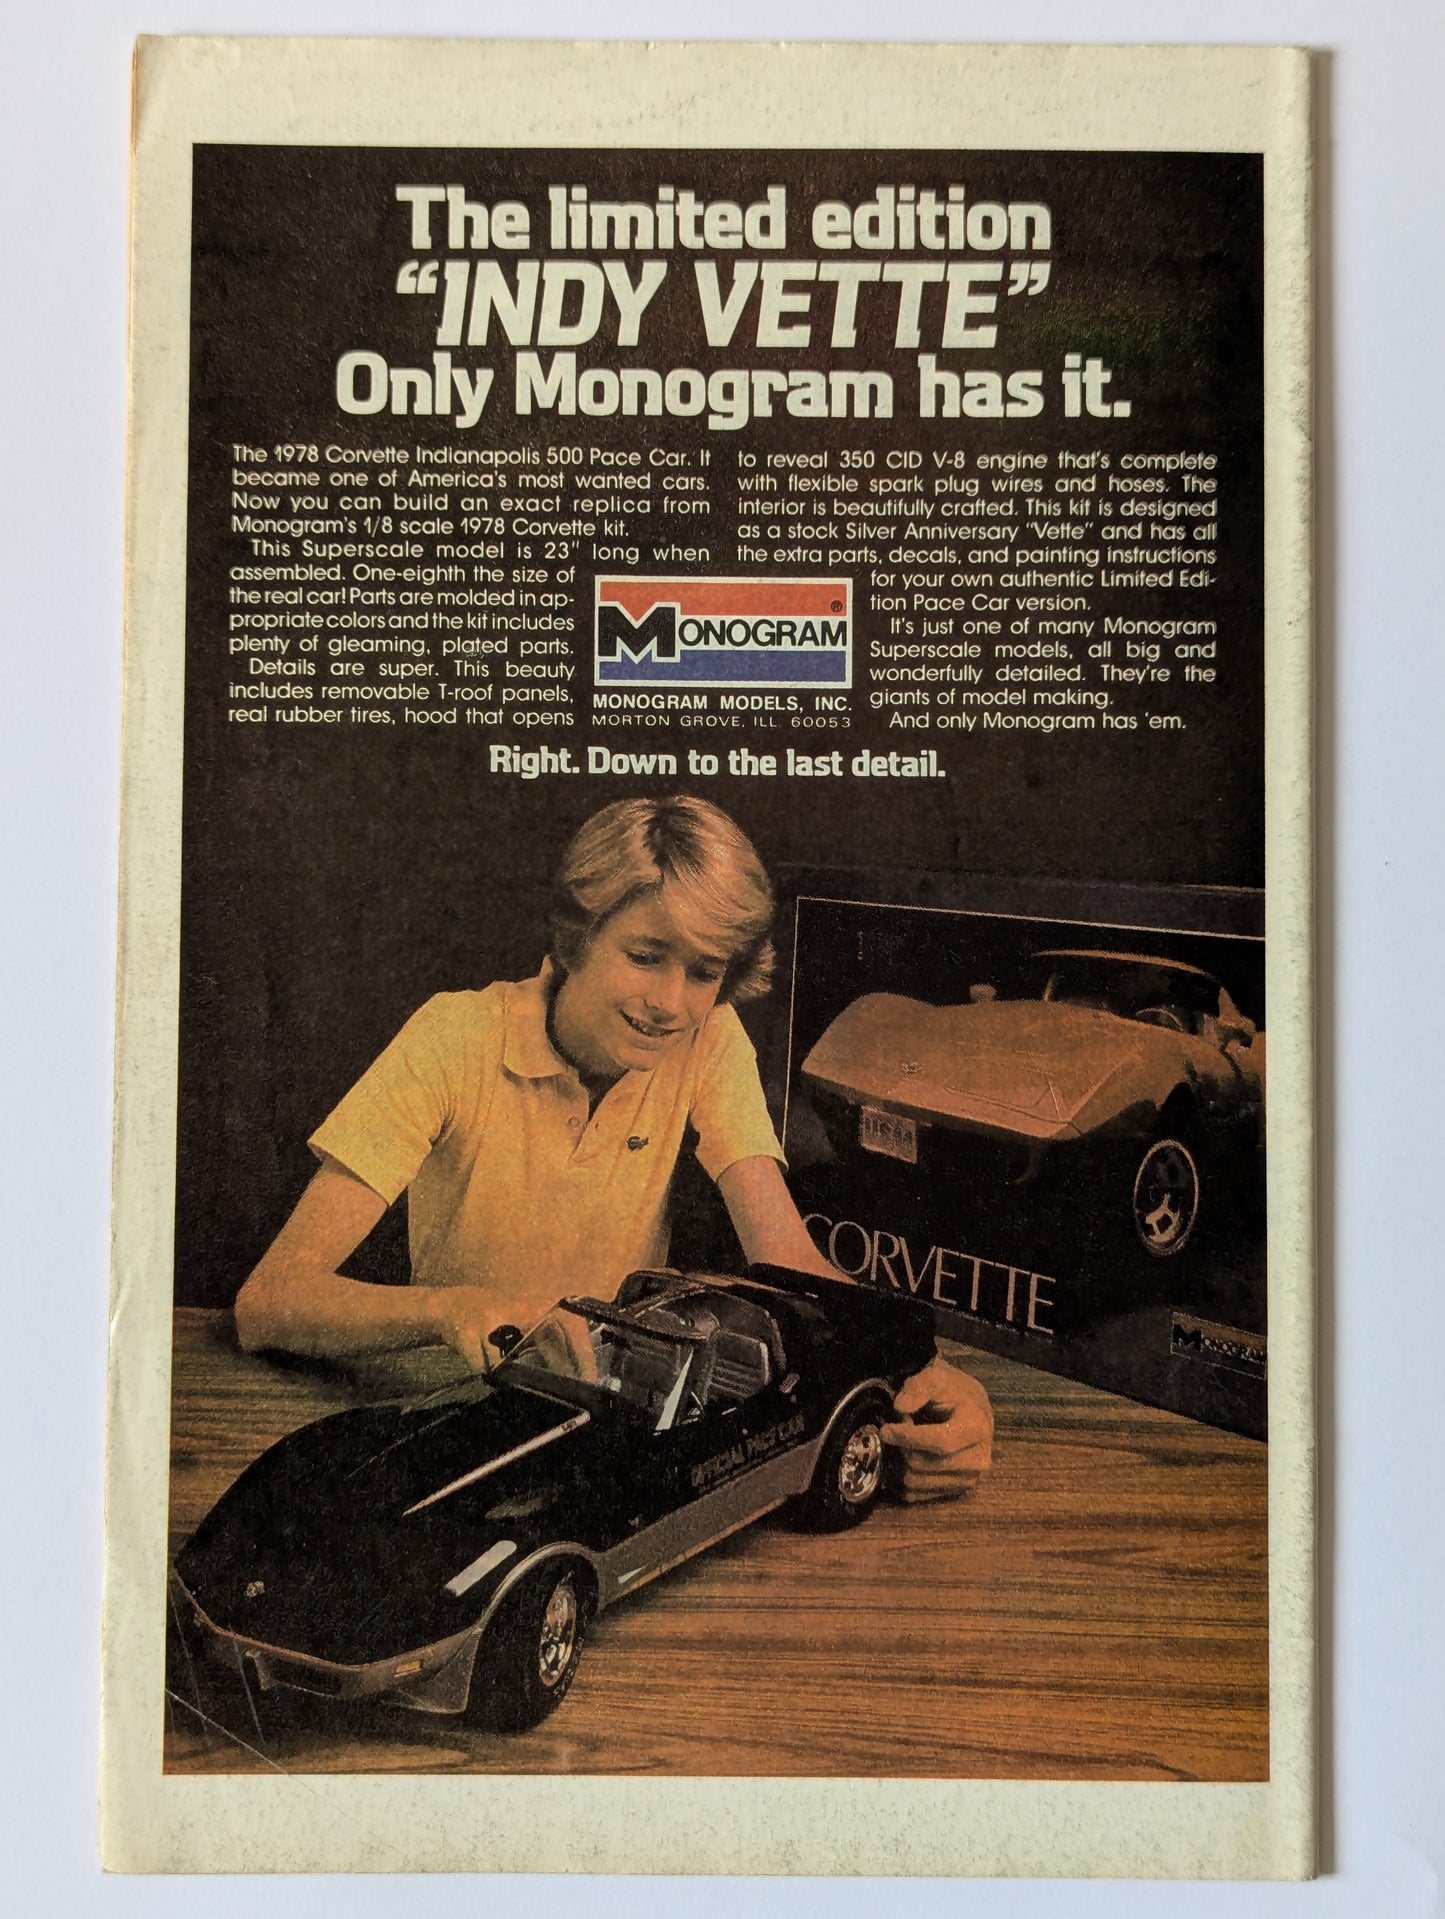 The limited edition
“INDY VETTE”
Only Monogram has it.
The 1978 Corvette Indianapolis 500 Pace Car. It
became one of America's most wanted cars.
Now you can build an exact replica from
Monogram's 1/8 scale 1978 Corvette kit.
This Superscale model is 23" long when
assembled. One-eighth the size of
the real car! Parts are molded in ap-
propriate colors and the kit includes
plenty of gleaming, plated parts.
Details are super. This beauty
includes removable T-roof panels,
real rubber tires, hood that opens
to reveal 350 CID V-8 engine that's complete
with flexible spark plug wires and hoses. The
interior is beautifully crafted. This kit is designed
as a stock Silver Anniversary "Vette" and has all
the extra parts, decals, and painting instructions
for your own authentic Limited Edi-
tion Pace Car version.
It's just one of many Monogram
Superscale models, all big and
wonderfully detailed. They're the
giants of model making.
And only Monogram has 'em.
MONOGRAM ®
MONOGRAM MODELS, INC.
MORTON GROVE, ILL. 60053
Right. Down to the last detail.
CORVETTE
MONOGRAM
OFFICIAL PACE CAR